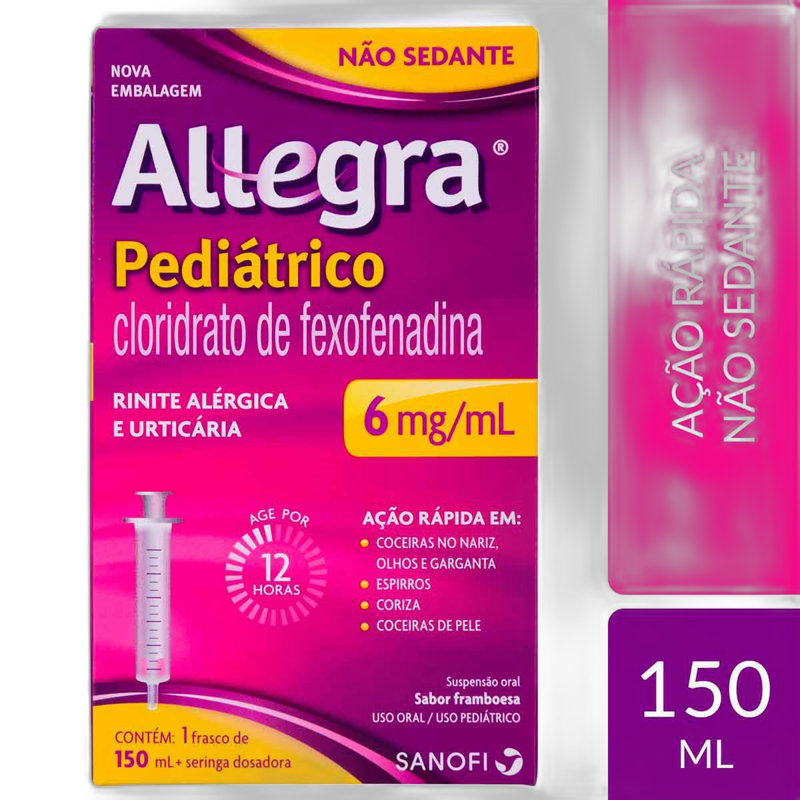 NÃO SEDANTE
NOVA
EMBALAGEM
Allegra®
Pediátrico
cloridrato de fexofenadina
RINITE ALÉRGICA
E URTICÁRIA
6 mg/mL
AGE POR
12
HORAS
AÇÃO RÁPIDA EM:
• COCEIRAS NO NARIZ,
OLHOS E GARGANTA
• ESPIRROS
• CORIZA
• COCEIRAS DE PELE
Suspensão oral
Sabor framboesa
USO ORAL / USO PEDIÁTRICO
CONTÉM: 1 frasco de
150 mL + seringa dosadora
SANOFI
AÇÃO RÁPIDA
NÃO SEDANTE
150
ML